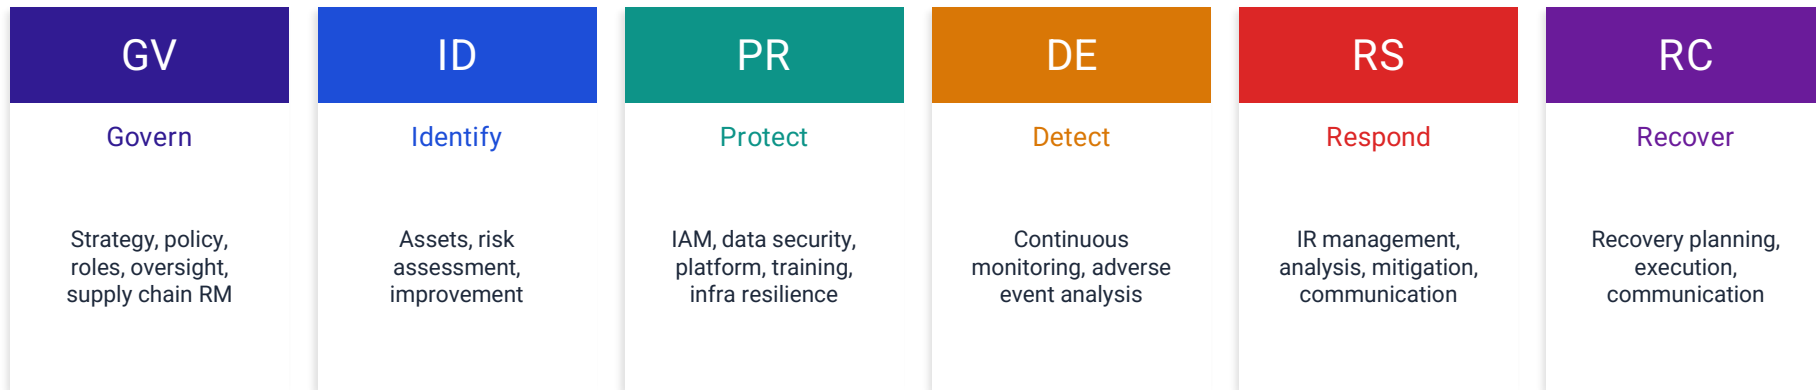 GV
Govern
Strategy, policy,
roles, oversight,
supply chain RM
ID
Identify
Assets, risk
assessment,
improvement
PR
Protect
IAM, data security,
platform, training,
infra resilience
DE
Detect
Continuous
monitoring, adverse
event analysis
RS
Respond
IR management,
analysis, mitigation,
communication
RC
Recover
Recovery planning,
execution,
communication